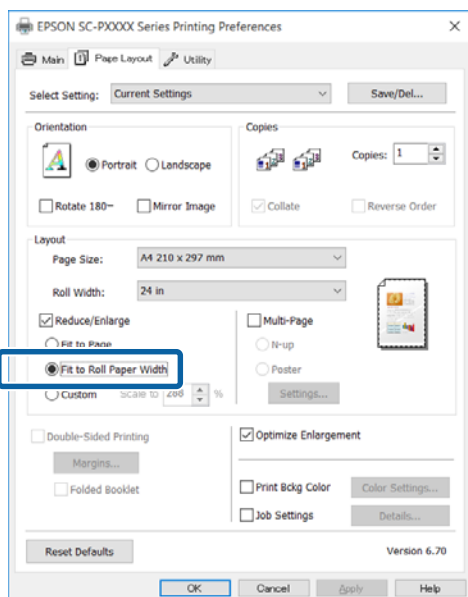 EPSON SC-PXXXX Series Printing Preferences
Main Page Layout Utility
Select Setting: Current Settings Save/Del...
Orientation Copies
Portrait Landscape Copies: 1
Rotate 180° Mirror Image Collate Reverse Order
Layout
Page Size: A4 210 x 297 mm
Roll Width: 24 in
Reduce/Enlarge Multi-Page
Fit to Page N-up
Fit to Roll Paper Width Poster
Custom Scale to % Settings...
Double-Sided Printing Optimize Enlargement
Margins...
Folded Booklet Print Bckg Color Color Settings...
Job Settings Details...
Reset Defaults Version 6.70
OK Cancel Apply Help